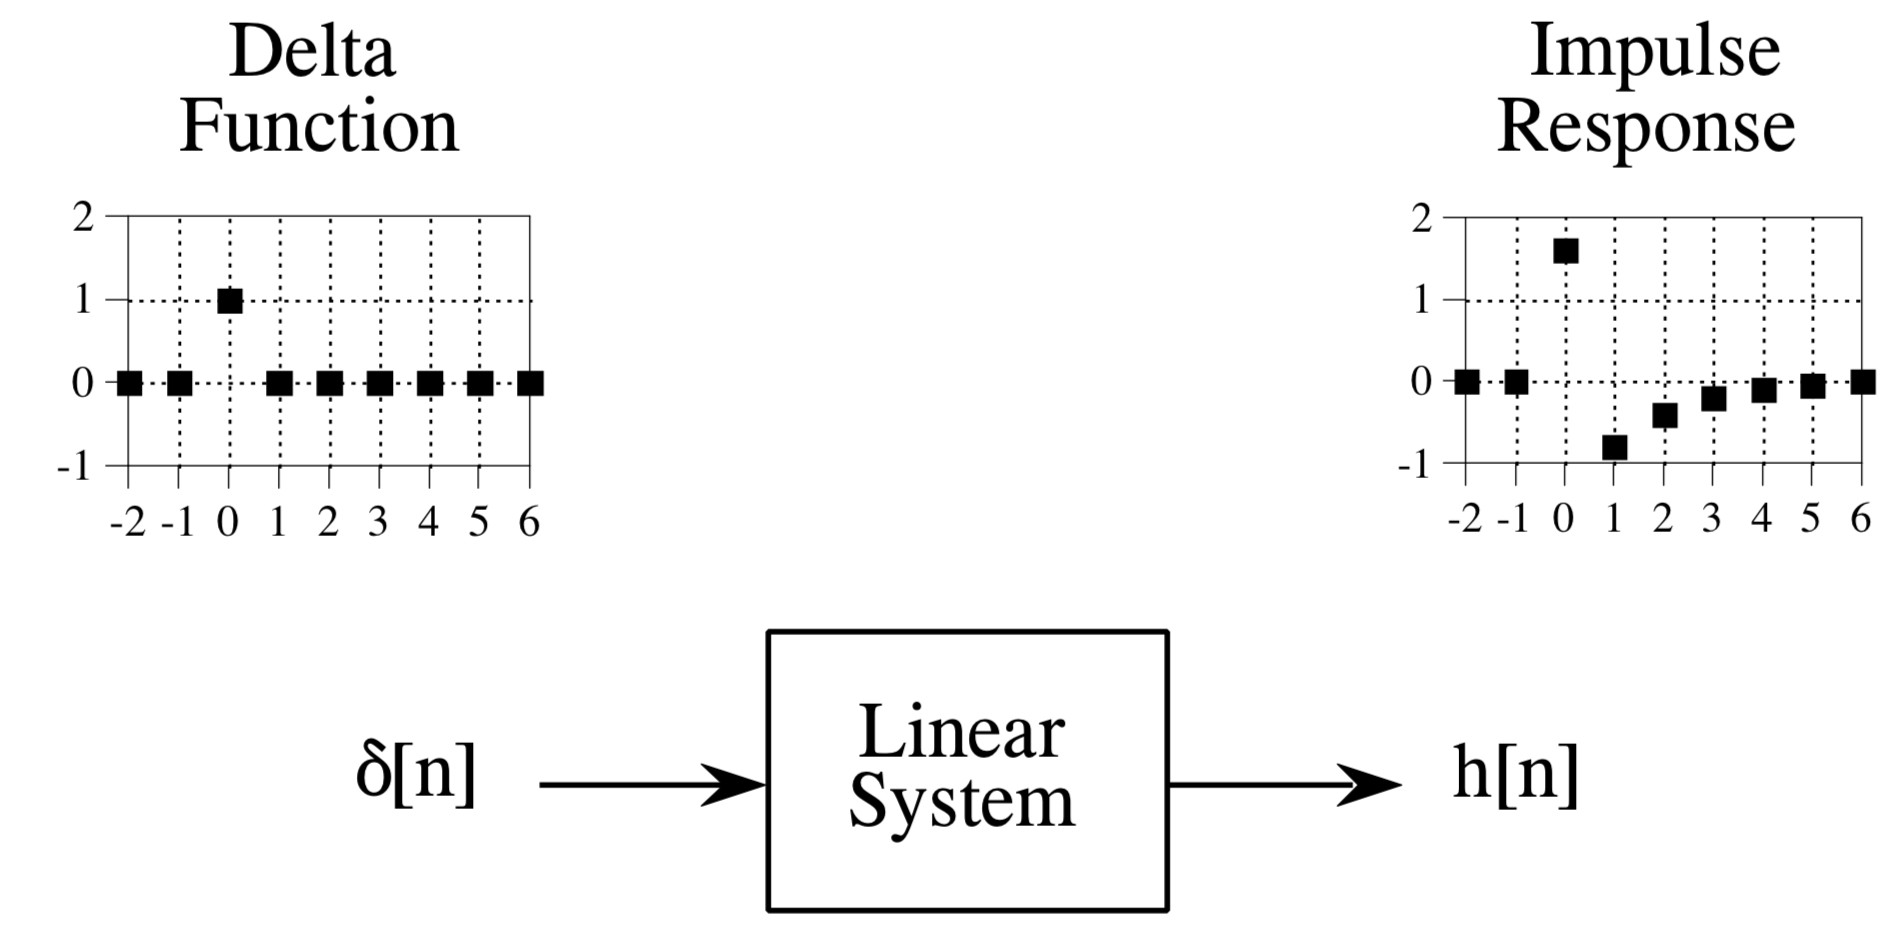 Delta
Function
2
1
0
-1
-2 -1 0 1 2 3 4 5 6
Impulse
Response
2
1
0
-1
-2 -1 0 1 2 3 4 5 6
δ[n]
Linear
System
h[n]